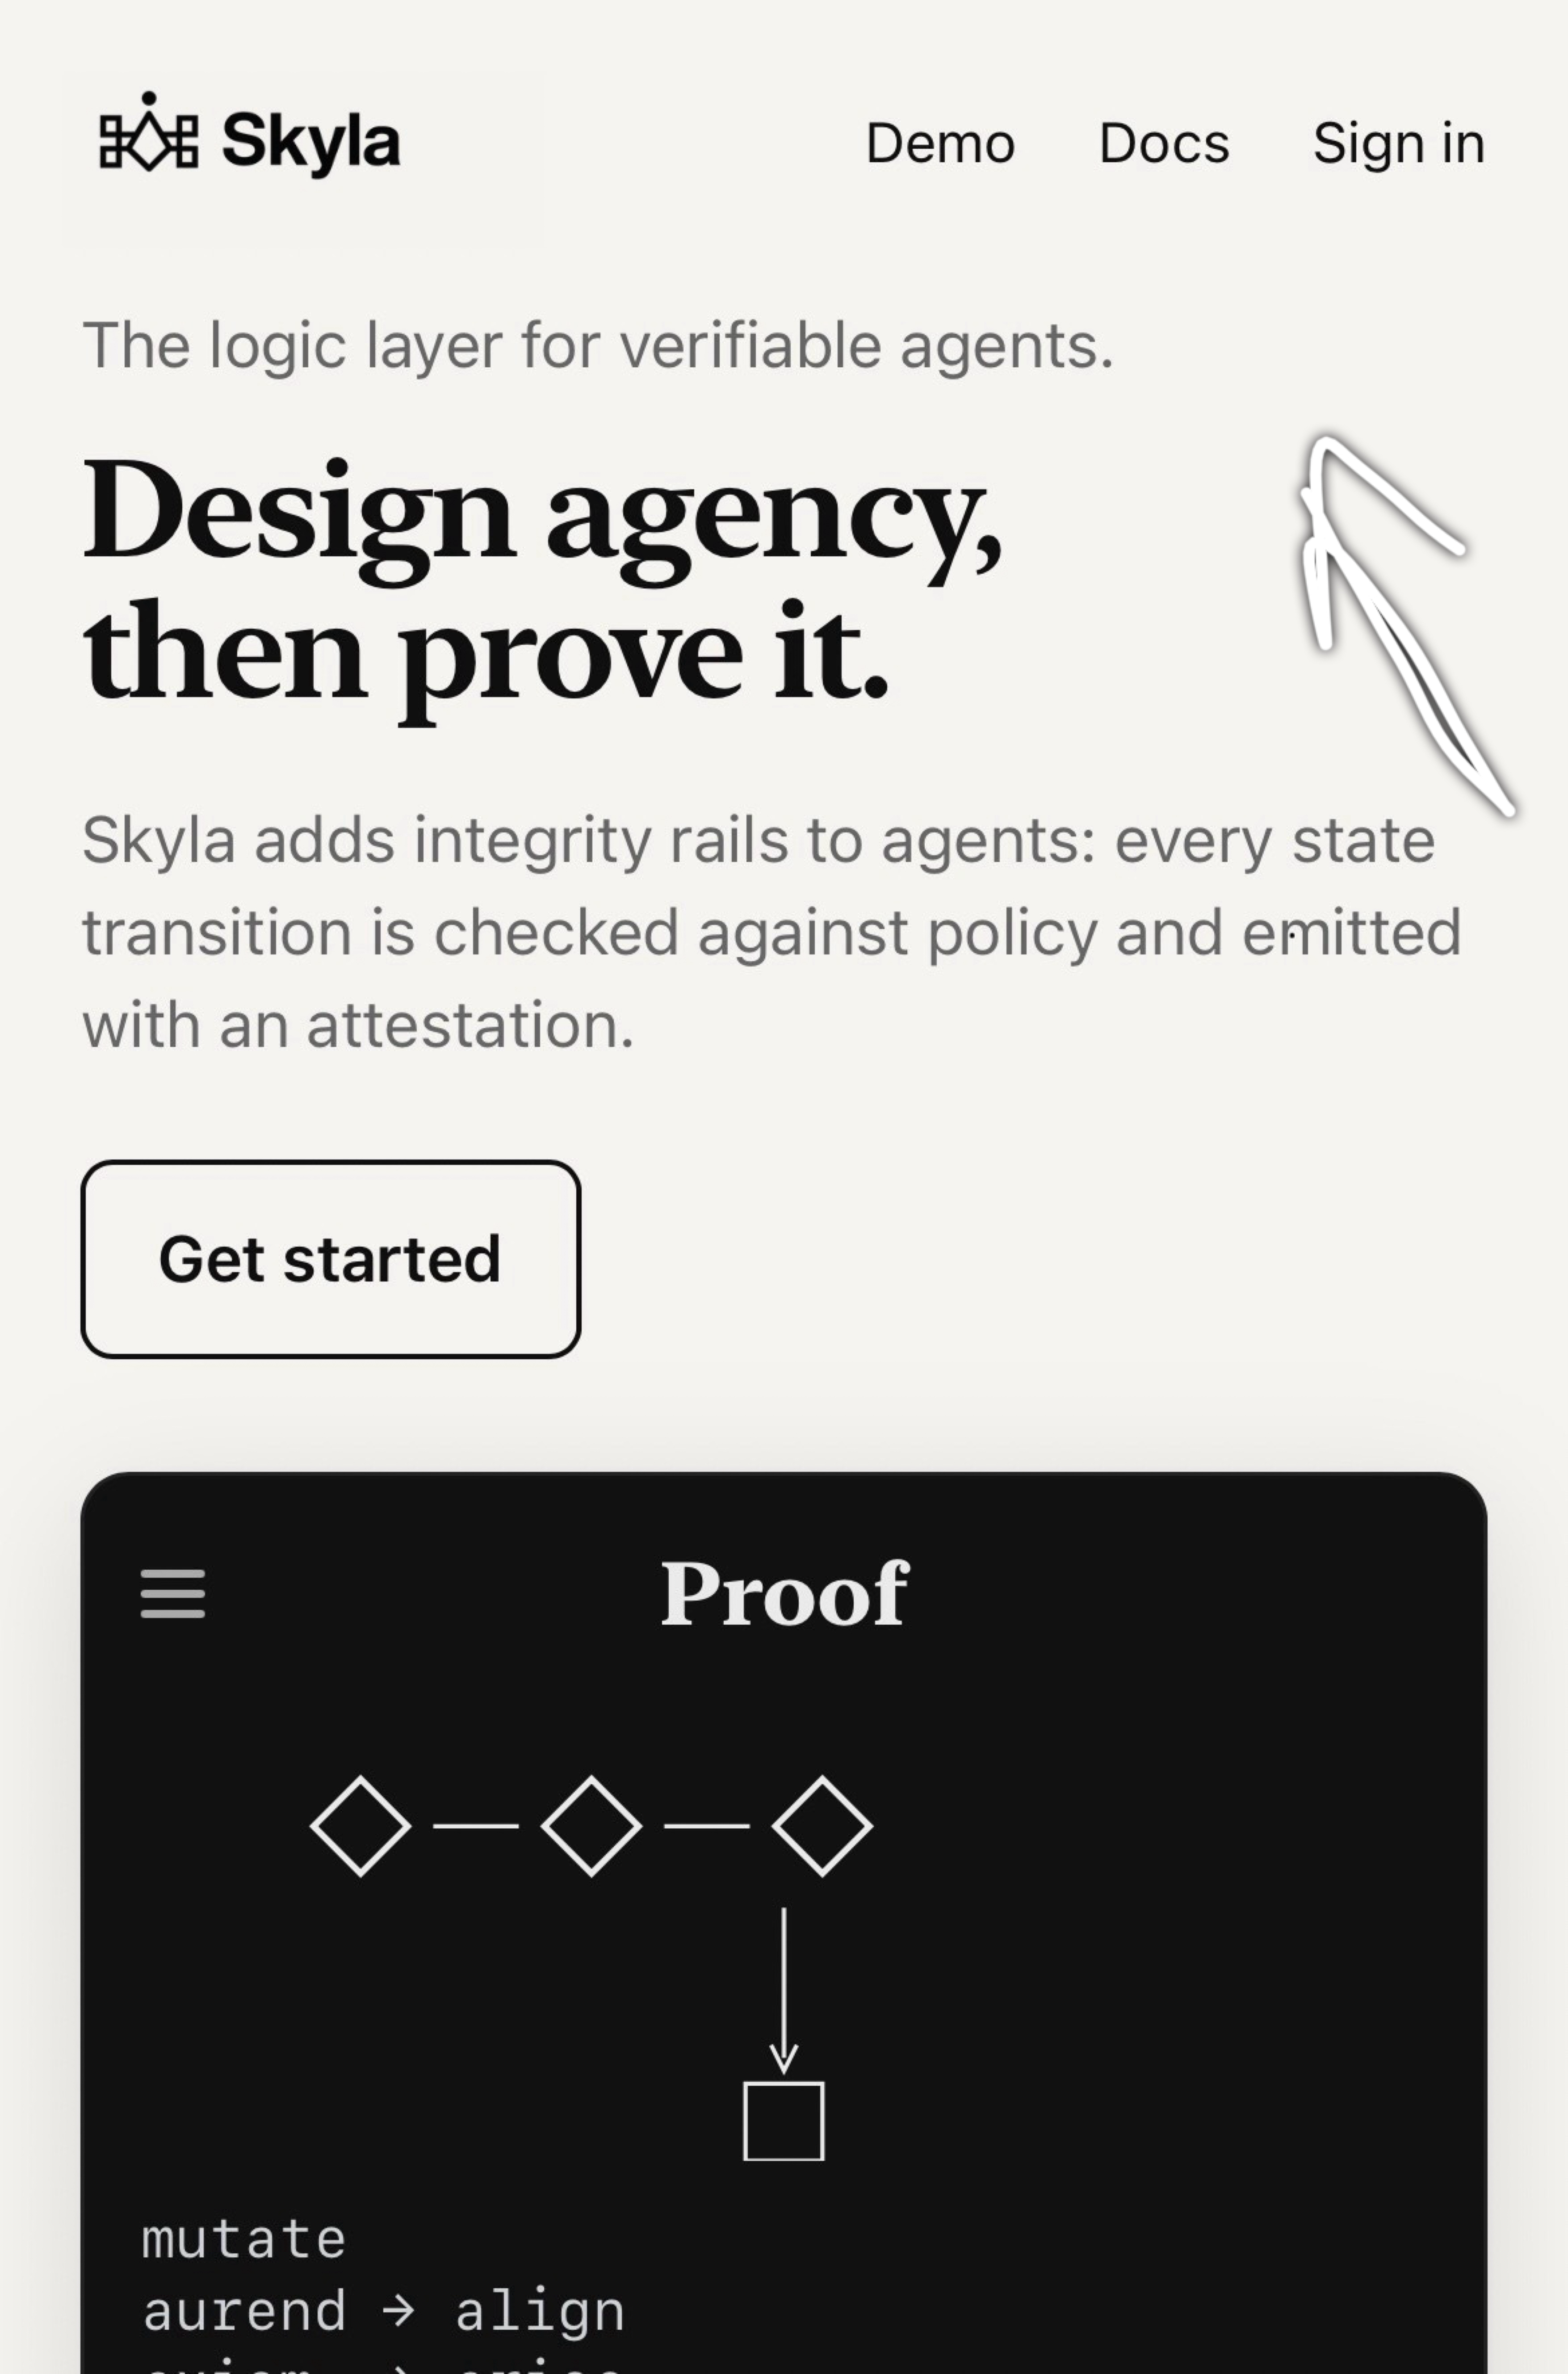 Skyla
Demo Docs Sign in
The logic layer for verifiable agents.
Design agency,
then prove it.
Skyla adds integrity rails to agents: every state
transition is checked against policy and emitted
with an attestation.
Get started
Proof
mutate
aurend → align